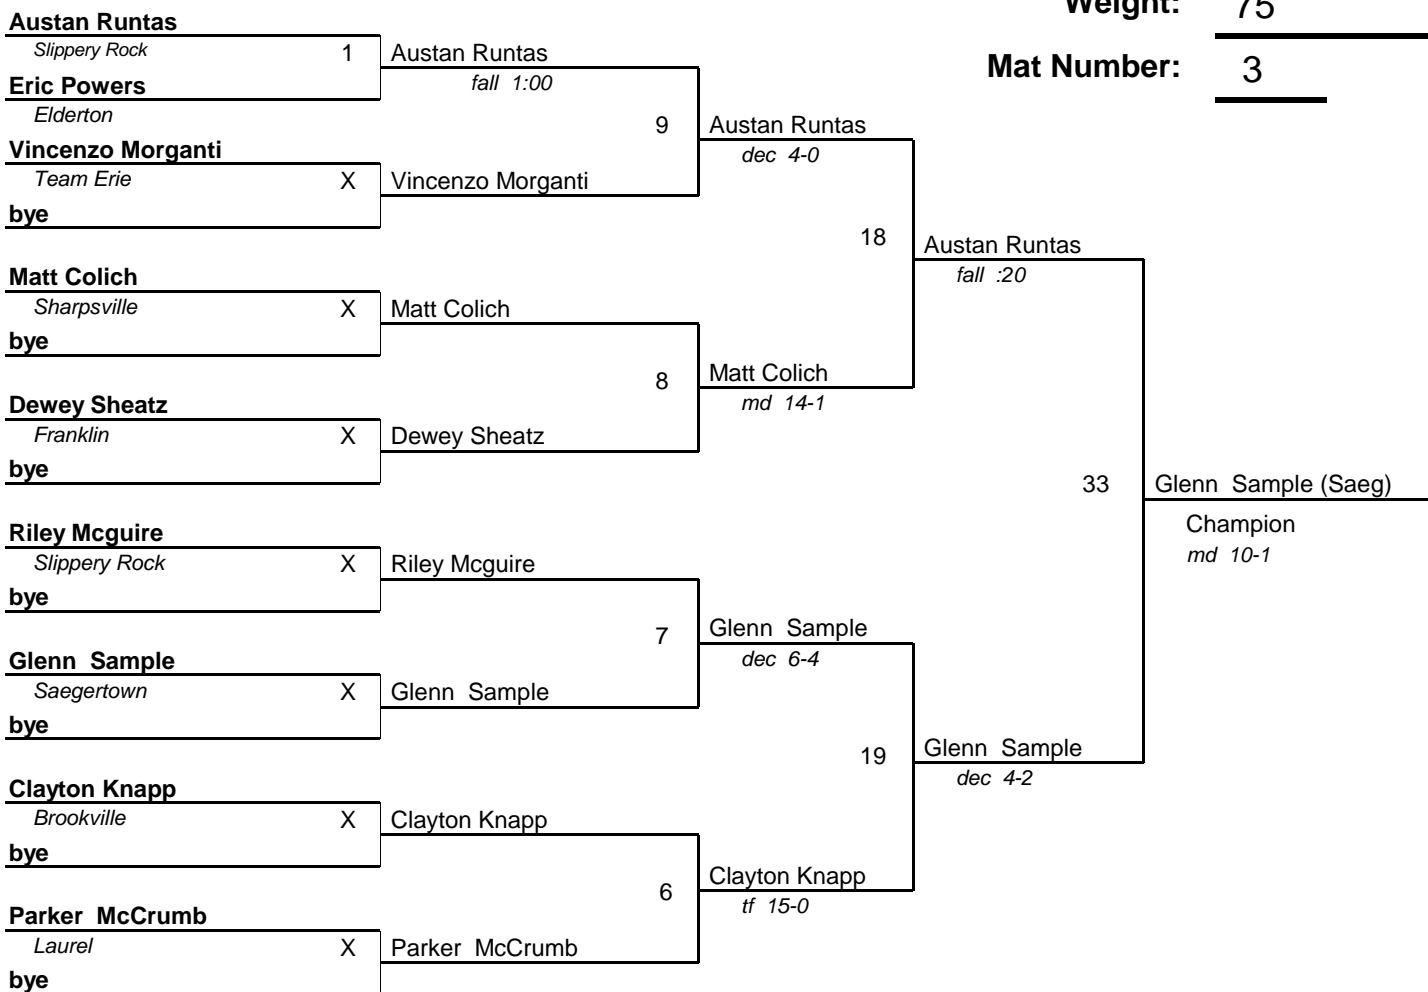 Weight: 75
Mat Number: 3
Austan Runtas
Slippery Rock 1
Eric Powers
Elderton
Vincenzo Morganti
Team Erie X
bye
Matt Colich
Sharpsville X
bye
Dewey Sheatz
Franklin X
bye
Riley Mcguire
Slippery Rock X
bye
Glenn Sample
Saegertown X
bye
Clayton Knapp
Brookville X
bye
Parker McCrumb
Laurel X
bye
Austan Runtas
fall 1:00
9
Vincenzo Morganti
Matt Colich
8
Dewey Sheatz
Riley Mcguire
7
Glenn Sample
Clayton Knapp
6
Parker McCrumb
Austan Runtas
dec 4-0
18
Matt Colich
md 14-1
Glenn Sample
dec 6-4
19
Clayton Knapp
tf 15-0
Austan Runtas
fall :20
33
Glenn Sample
dec 4-2
Glenn Sample (Saeg)
Champion
md 10-1